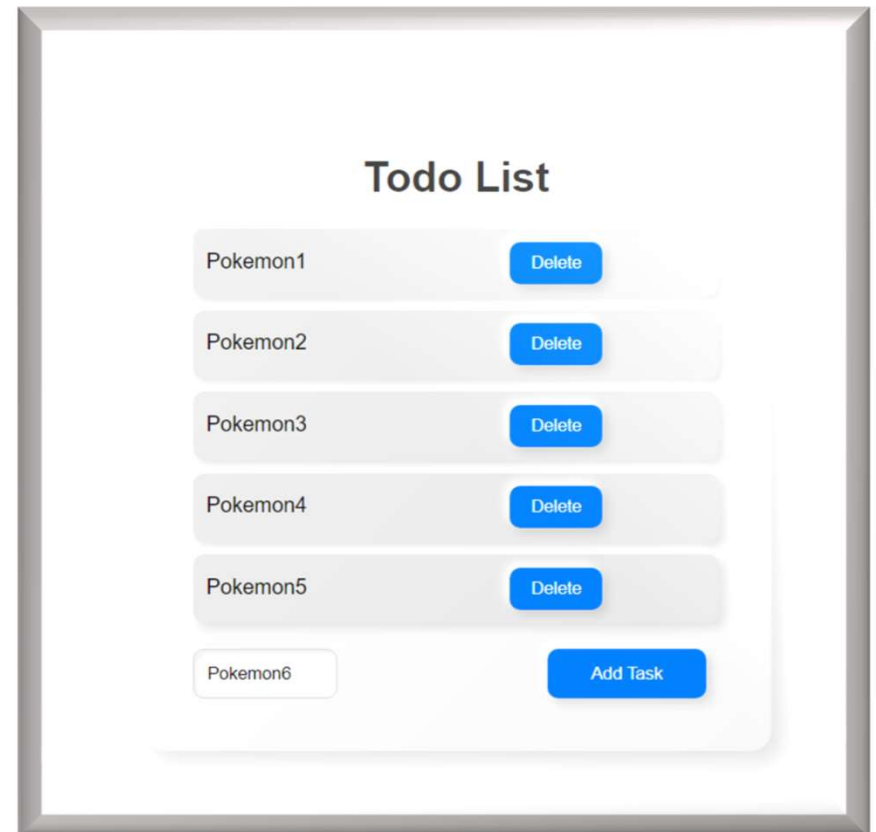 Todo List
Pokemon1 Delete
Pokemon2 Delete
Pokemon3 Delete
Pokemon4 Delete
Pokemon5 Delete
Pokemon6 Add Task